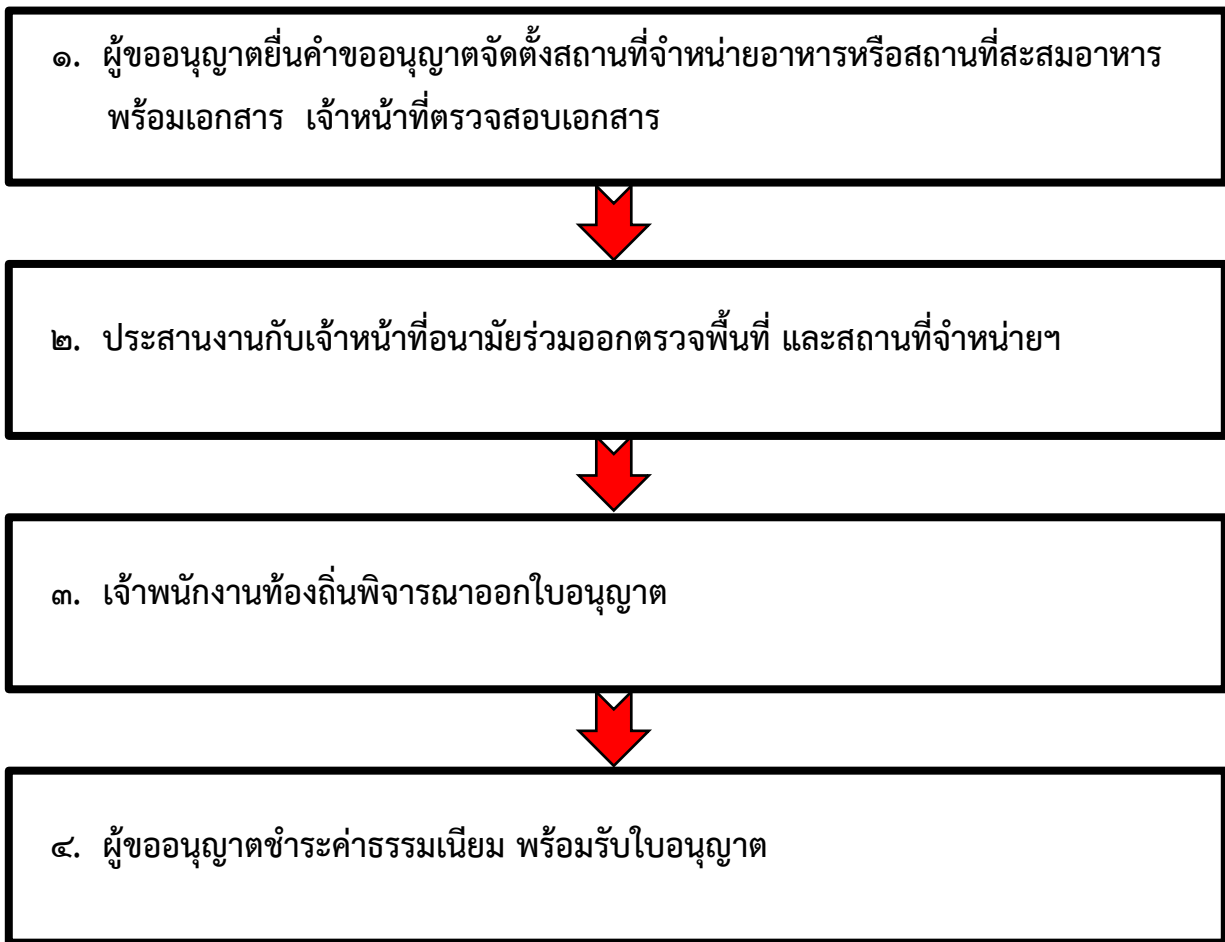 ๑. ผู้ขออนุญาตยื่นคำขออนุญาตจัดตั้งสถานที่จำหน่ายอาหารหรือสถานที่สะสมอาหาร
พร้อมเอกสาร เจ้าหน้าที่ตรวจสอบเอกสาร
๒. ประสานงานกับเจ้าหน้าที่อนามัยร่วมออกตรวจพื้นที่ และสถานที่จำหน่ายฯ
๓. เจ้าพนักงานท้องถิ่นพิจารณาออกใบอนุญาต
๔. ผู้ขออนุญาตชำระค่าธรรมเนียม พร้อมรับใบอนุญาต